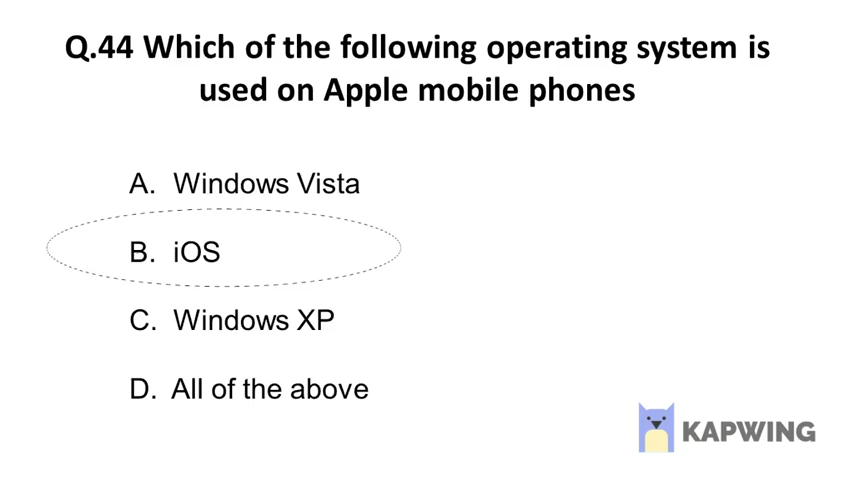 Q.44 Which of the following operating system is
used on Apple mobile phones
A. Windows Vista
B. iOS
C. Windows XP
D. All of the above
KAPWING